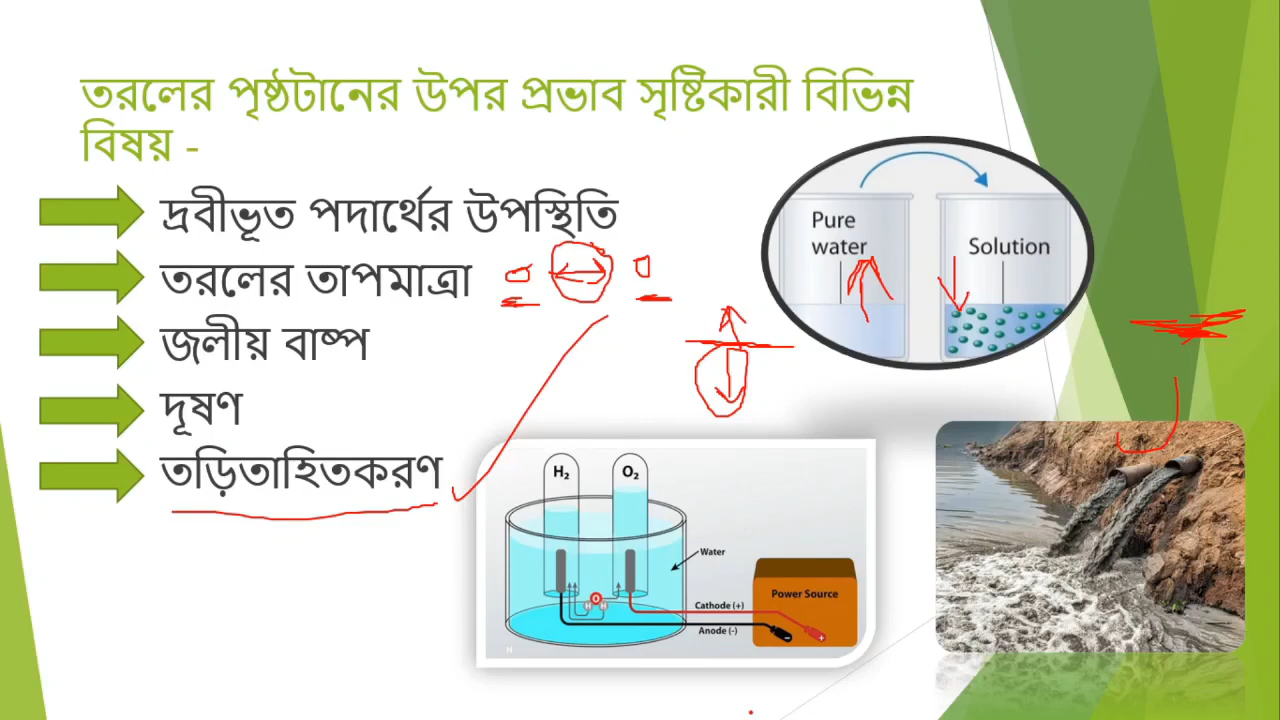 তরলের পৃষ্ঠটানের উপর প্রভাব সৃষ্টিকারী বিভিন্ন
বিষয় -
দ্রবীভূত পদার্থের উপস্থিতি
তরলের তাপমাত্রা
জলীয় বাষ্প
দূষণ
তড়িতাহিতকরণ
Pure
water
Solution
H₂
O₂
Water
Power Source
Cathode (+)
Anode (-)
O
H H
- +